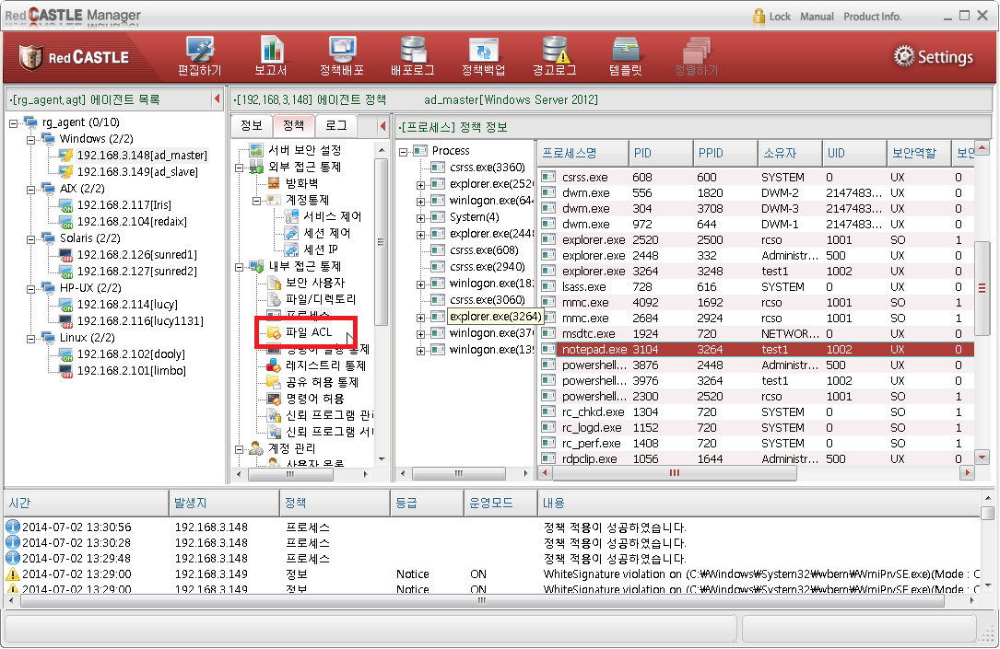 RedCASTLE Manager
Lock Manual Product Info.
RedCASTLE
편집하기 보고서 정책배포 배포로그 정책백업 경고로그 템플릿 정렬하기 Settings
·[rg_agent,agt] 에이전트 목록
·[192,168,3,148] 에이전트 정책 ad_master[Windows Server 2012]
rg_agent (0/10)
Windows (2/2)
192.168.3.148[ad_master]
192.168.3.149[ad_slave]
AIX (2/2)
192.168.2.117[Iris]
192.168.2.104[redaix]
Solaris (2/2)
192.168.2.126[sunred1]
192.168.2.127[sunred2]
HP-UX (2/2)
192.168.2.114[lucy]
192.168.2.116[lucy1131]
Linux (2/2)
192.168.2.102[dooly]
192.168.2.101[limbo]
정보 정책 로그
서버 보안 설정
외부 접근 통제
방화벽
계정통제
서비스 제어
세션 제어
세션 IP
내부 접근 통제
보안 사용자
파일/디렉토리
프로세스
파일 ACL
명령어 실행 통제
레지스트리 통제
공유 허용 통제
명령어 허용
신뢰 프로그램 관
신뢰 프로그램 서
계정 관리
사용자 목록
·[프로세스] 정책 정보
Process
csrss.exe(3360)
explorer.exe(252
winlogon.exe(64
System(4)
explorer.exe(244
csrss.exe(608)
csrss.exe(2940)
winlogon.exe(18
csrss.exe(3060)
explorer.exe(3264)
winlogon.exe(37
winlogon.exe(139
프로세스명 PID PPID 소유자 UID 보안역할 보안
csrss.exe 608 600 SYSTEM 0 UX 0
dwm.exe 556 1820 DWM-2 2147483... UX 0
dwm.exe 304 3708 DWM-3 2147483... UX 0
dwm.exe 972 644 DWM-1 2147483... UX 0
explorer.exe 2520 2500 rcso 1001 SO 1
explorer.exe 2448 332 Administr... 500 UX 0
explorer.exe 3264 3248 test1 1002 UX 0
lsass.exe 728 616 SYSTEM 0 UX 0
mmc.exe 4092 1692 rcso 1001 SO 1
mmc.exe 2684 2924 rcso 1001 SO 1
msdtc.exe 1924 720 NETWOR... 0 UX 0
notepad.exe 3104 3264 test1 1002 UX 0
powershell... 3876 2448 Administr... 500 UX 0
powershell... 3976 3264 test1 1002 UX 0
powershell... 2300 2520 rcso 1001 SO 1
rc_chkd.exe 1304 720 SYSTEM 0 SO 1
rc_logd.exe 1152 720 SYSTEM 0 SO 1
rc_perf.exe 1408 720 SYSTEM 0 SO 1
rdpclip.exe 1056 1644 Administr... 500 UX 0
시간 발생지 정책 등급 운영모드 내용
2014-07-02 13:30:56 192.168.3.148 프로세스 정책 적용이 성공하였습니다.
2014-07-02 13:30:28 192.168.3.148 프로세스 정책 적용이 성공하였습니다.
2014-07-02 13:29:48 192.168.3.148 프로세스 정책 적용이 성공하였습니다.
2014-07-02 13:29:00 192.168.3.149 정보 Notice ON WhiteSignature violation on (C:₩Windows₩System32₩wbem₩WmiPrvSE.exe)(Mode : C
2014-07-02 13:29:00 192.168.3.149 정보 Notice ON WhiteSignature violation on (C:₩Windows₩System32₩wbem₩WmiPrvSE.exe)(Mode : C